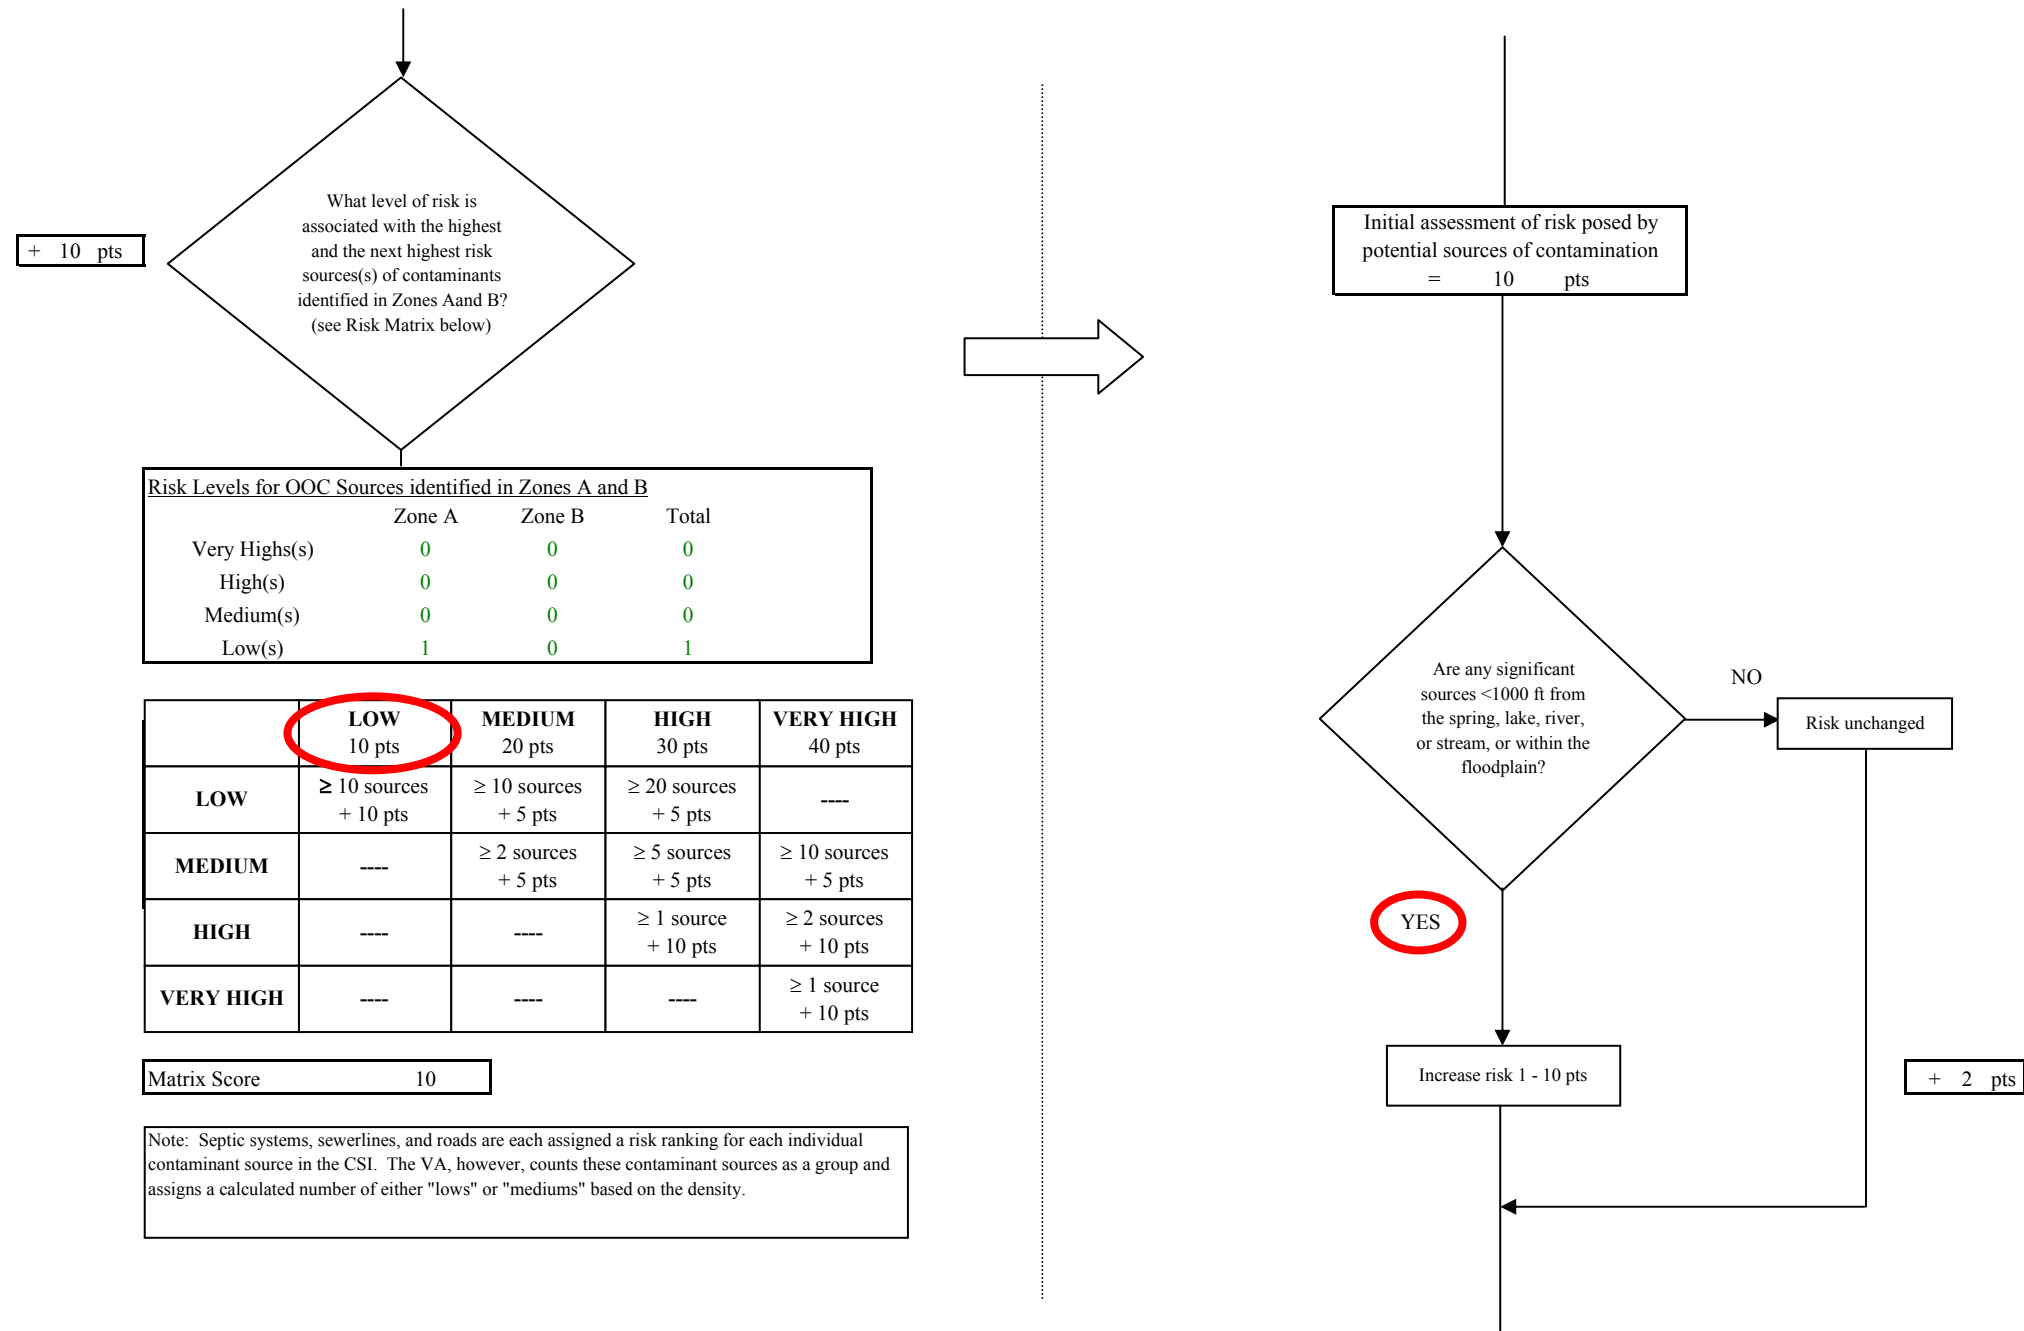 What level of risk is
associated with the highest
and the next highest risk
sources(s) of contaminants
identified in Zones Aand B?
(see Risk Matrix below)
+ 10 pts
Risk Levels for OOC Sources identified in Zones A and B
Zone A Zone B Total
Very Highs(s) 0 0 0
High(s) 0 0 0
Medium(s) 0 0 0
Low(s) 1 0 1
LOW MEDIUM HIGH VERY HIGH
10 pts 20 pts 30 pts 40 pts
LOW ≥ 10 sources ≥ 10 sources ≥ 20 sources ----
+ 10 pts + 5 pts + 5 pts
MEDIUM ---- ≥ 2 sources ≥ 5 sources ≥ 10 sources
+ 5 pts + 5 pts + 5 pts
HIGH ---- ---- ≥ 1 source ≥ 2 sources
+ 10 pts + 10 pts
VERY HIGH ---- ---- ---- ≥ 1 source
+ 10 pts
Matrix Score 10
Note: Septic systems, sewerlines, and roads are each assigned a risk ranking for each individual
contaminant source in the CSI. The VA, however, counts these contaminant sources as a group and
assigns a calculated number of either "lows" or "mediums" based on the density.
Initial assessment of risk posed by
potential sources of contamination
= 10 pts
Are any significant
sources <1000 ft from
the spring, lake, river,
or stream, or within the
floodplain?
NO
Risk unchanged
YES
Increase risk 1 - 10 pts
+ 2 pts